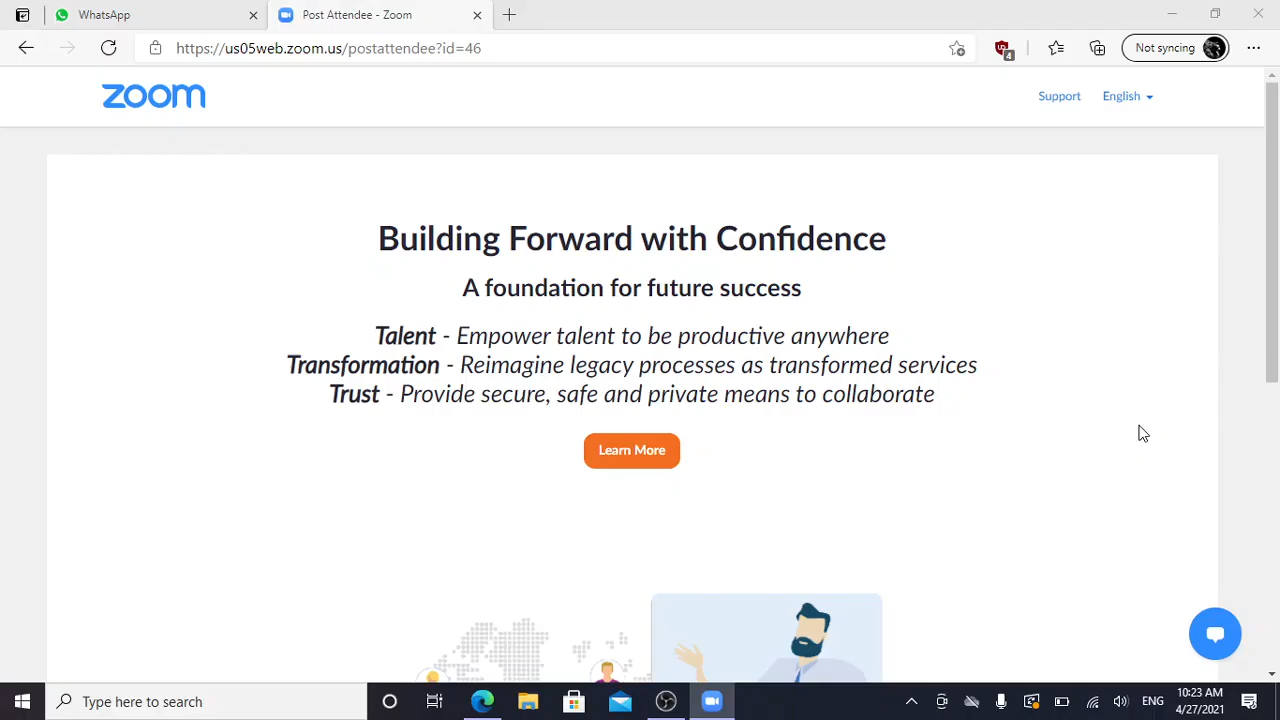 WhatsApp
Post Attendee - Zoom
https://us05web.zoom.us/postattendee?id=46
4
Not syncing
zoom
Support
English
Building Forward with Confidence
A foundation for future success
Talent - Empower talent to be productive anywhere
Transformation - Reimagine legacy processes as transformed services
Trust - Provide secure, safe and private means to collaborate
Learn More
Type here to search
ENG
10:23 AM
4/27/2021